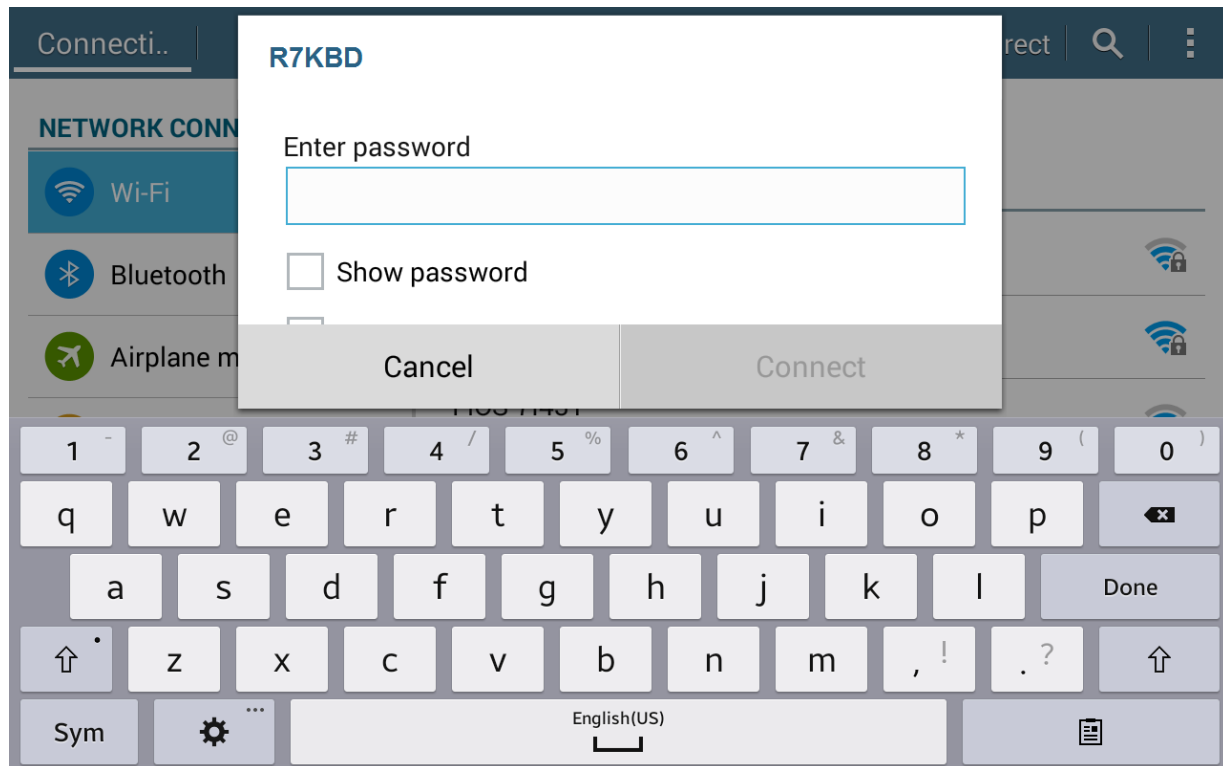 Connecti..
rect
R7KBD
NETWORK CONN
Enter password
Wi-Fi
Show password
Bluetooth
Airplane m
Cancel
Connect
1 - 2 @ 3 # 4 / 5 % 6 ^ 7 & 8 * 9 ( 0 )
q w e r t y u i o p
a s d f g h j k l Done
z x c v b n m , ! . ?
Sym ... English(US)